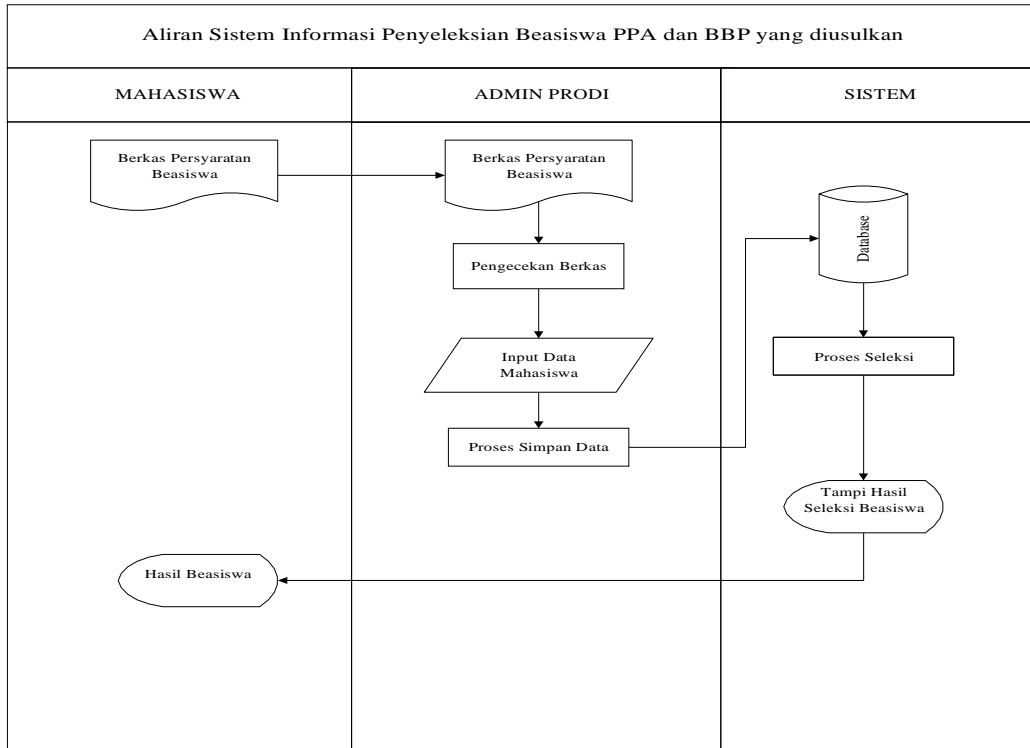 Aliran Sistem Informasi Penyeleksian Beasiswa PPA dan BBP yang diusulkan
MAHASISWA
ADMIN PRODI
SISTEM
Berkas Persyaratan
Beasiswa
Berkas Persyaratan
Beasiswa
Database
Pengecekan Berkas
Input Data
Mahasiswa
Proses Seleksi
Proses Simpan Data
Tampi Hasil
Seleksi Beasiswa
Hasil Beasiswa